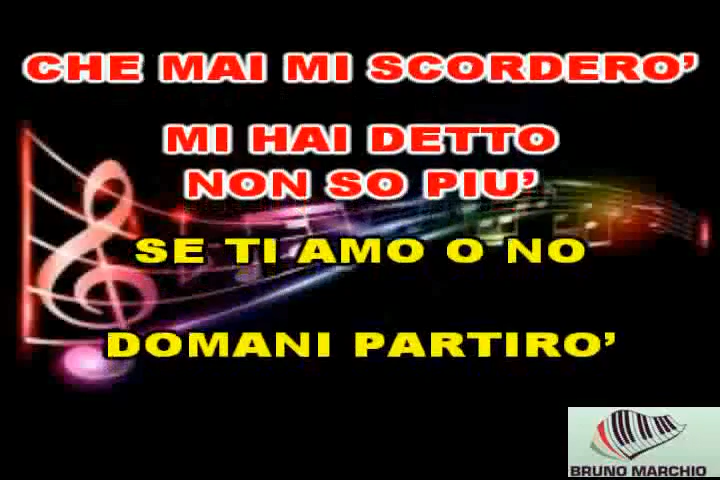 CHE MAI MI SCORDERO'
MI HAI DETTO
NON SO PIU'
SE TI AMO O NO
DOMANI PARTIRO'
BRUNO MARCHIO